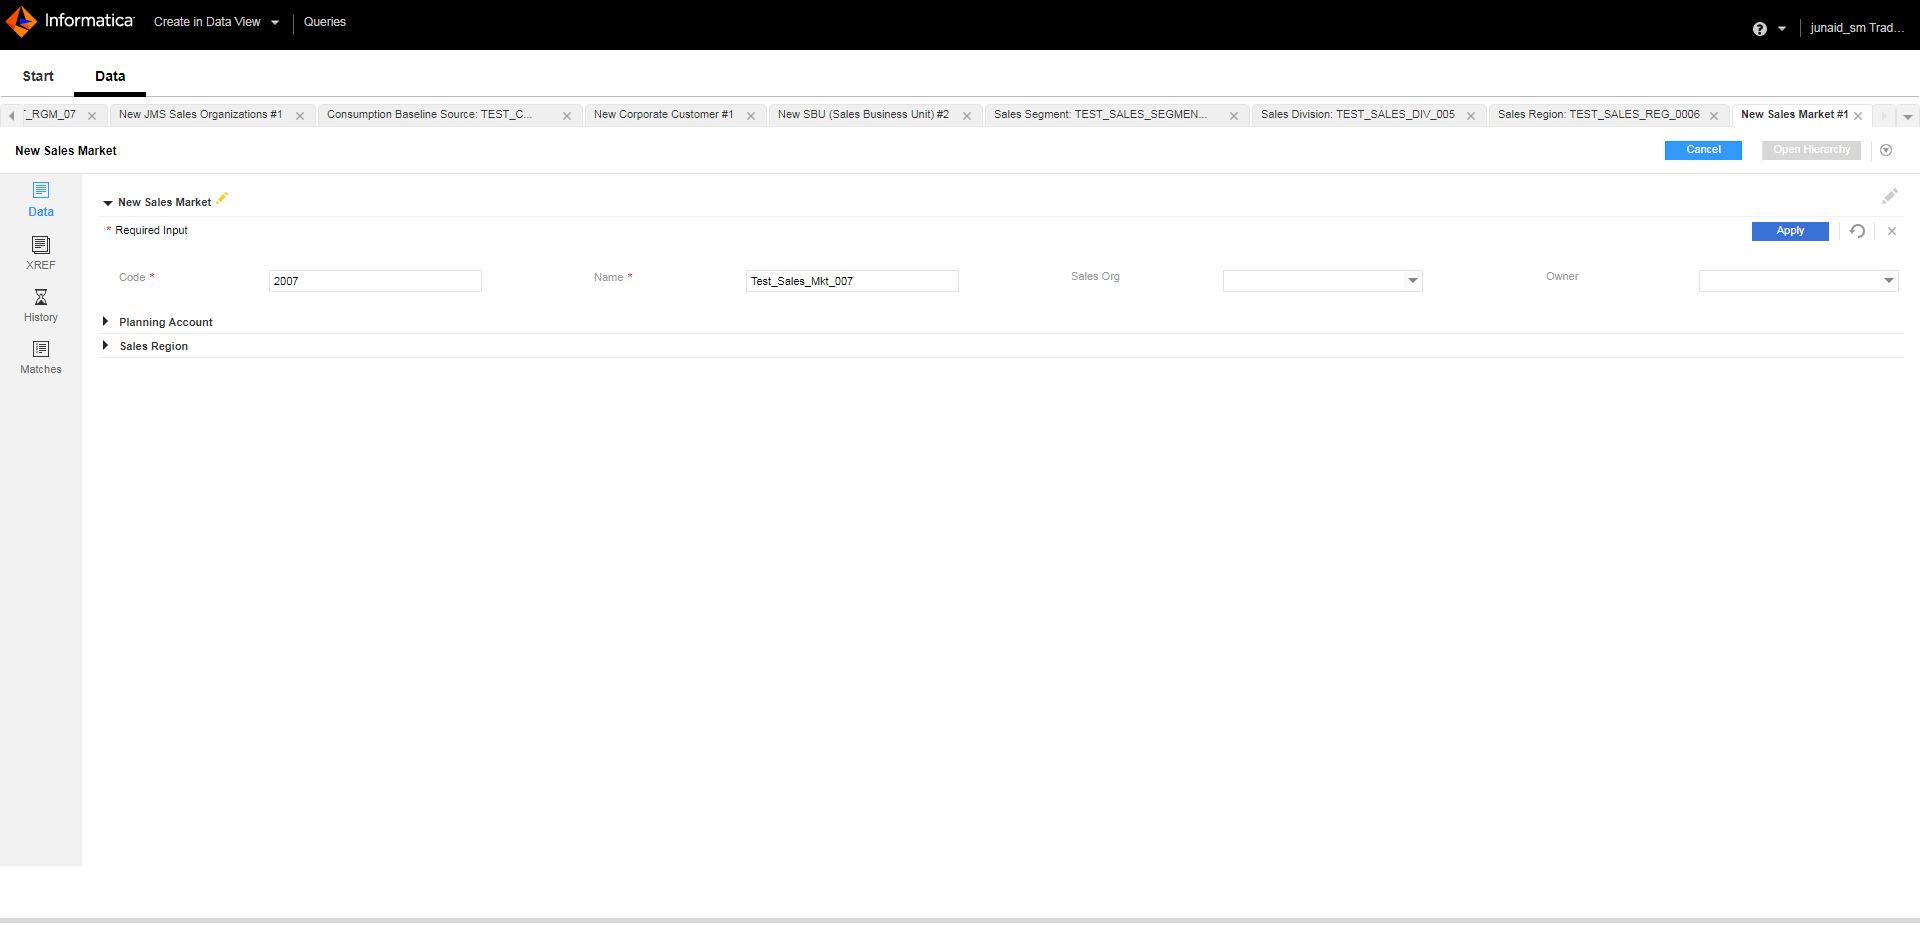 Informatica Create in Data View Queries junaid_sm Trad...
Start Data
T_RGM_07 New JMS Sales Organizations #1 Consumption Baseline Source: TEST_C... New Corporate Customer #1 New SBU (Sales Business Unit) #2 Sales Segment: TEST_SALES_SEGMEN... Sales Division: TEST_SALES_DIV_005 Sales Region: TEST_SALES_REG_0006 New Sales Market #1
New Sales Market Cancel Open Hierarchy
Data
XREF
History
Matches
New Sales Market
* Required Input Apply
Code * 2007 Name * Test_Sales_Mkt_007 Sales Org Owner
Planning Account
Sales Region